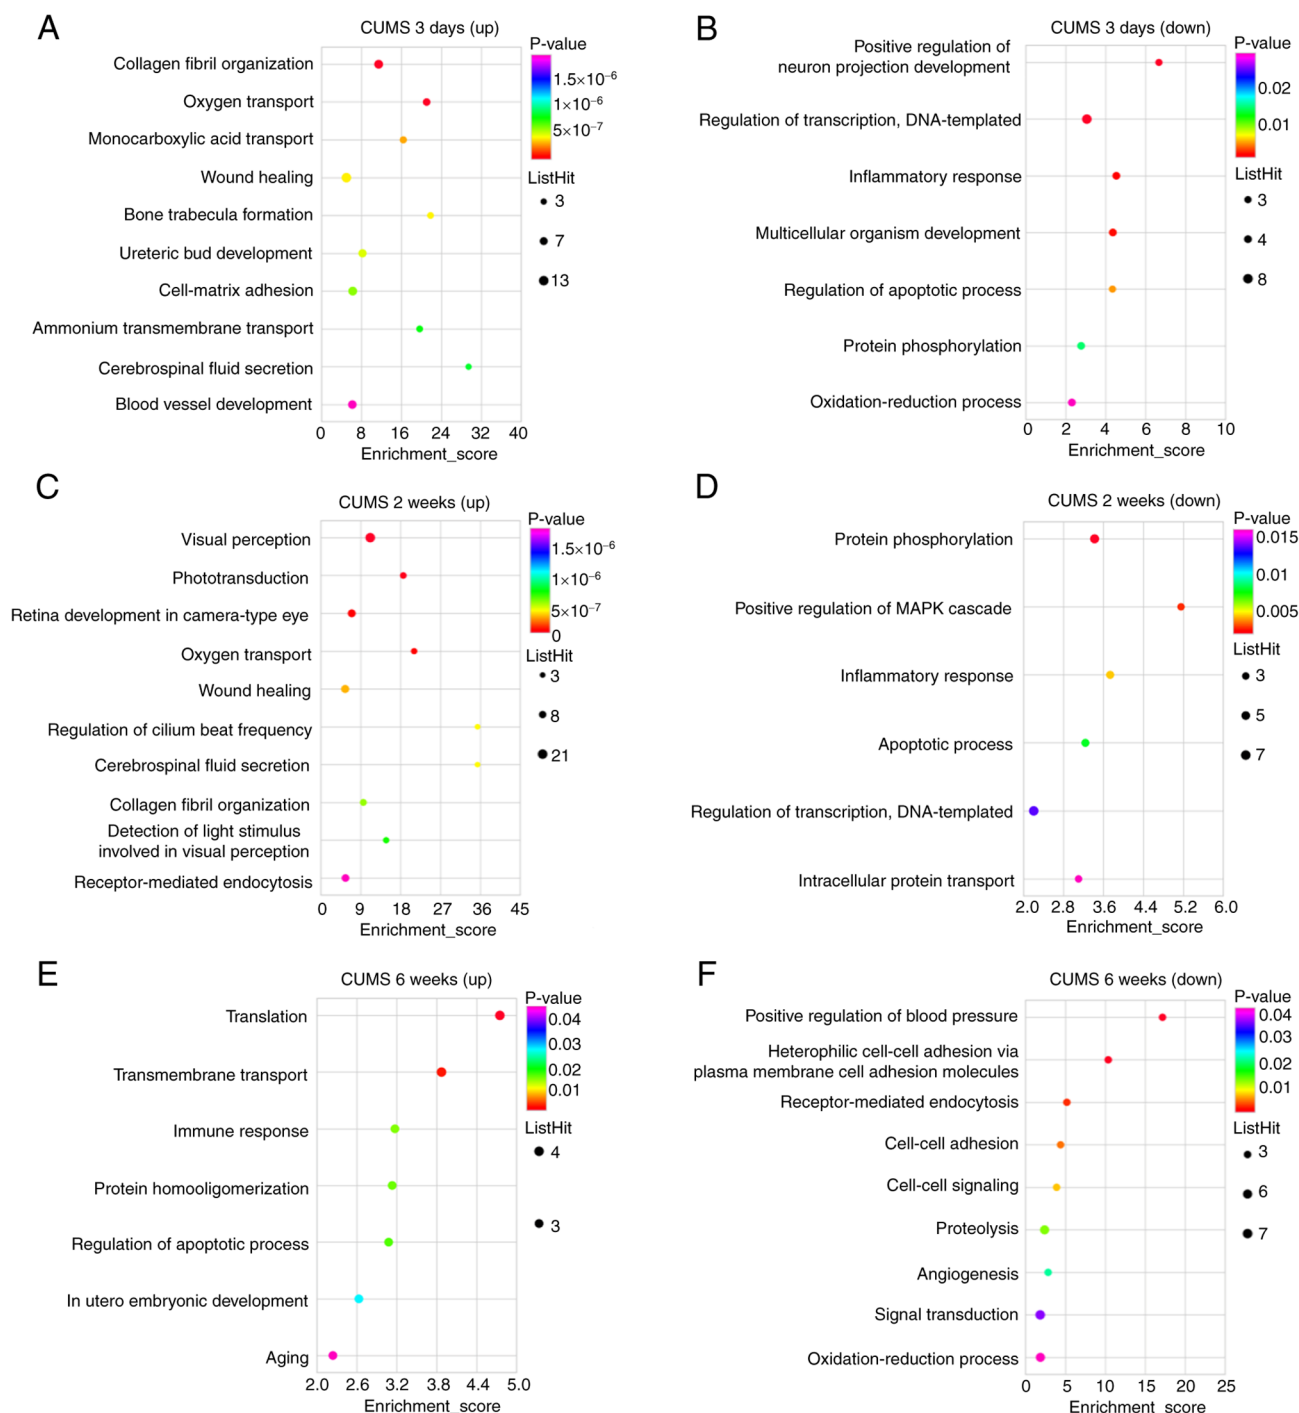 A
CUMS 3 days (up)
Collagen fibril organization
Oxygen transport
Monocarboxylic acid transport
Wound healing
Bone trabecula formation
Ureteric bud development
Cell-matrix adhesion
Ammonium transmembrane transport
Cerebrospinal fluid secretion
Blood vessel development
0 8 16 24 32 40
Enrichment_score
P-value
1.5×10⁻⁶
1×10⁻⁶
5×10⁻⁷
ListHit
3
7
13
B
CUMS 3 days (down)
Positive regulation of
neuron projection development
Regulation of transcription, DNA-templated
Inflammatory response
Multicellular organism development
Regulation of apoptotic process
Protein phosphorylation
Oxidation-reduction process
0 2 4 6 8 10
Enrichment_score
P-value
0.02
0.01
ListHit
3
4
8
C
CUMS 2 weeks (up)
Visual perception
Phototransduction
Retina development in camera-type eye
Oxygen transport
Wound healing
Regulation of cilium beat frequency
Cerebrospinal fluid secretion
Collagen fibril organization
Detection of light stimulus
involved in visual perception
Receptor-mediated endocytosis
0 9 18 27 36 45
Enrichment_score
P-value
1.5×10⁻⁶
1×10⁻⁶
5×10⁻⁷
0
ListHit
3
8
21
D
CUMS 2 weeks (down)
Protein phosphorylation
Positive regulation of MAPK cascade
Inflammatory response
Apoptotic process
Regulation of transcription, DNA-templated
Intracellular protein transport
2.0 2.8 3.6 4.4 5.2 6.0
Enrichment_score
P-value
0.015
0.01
0.005
ListHit
3
5
7
E
CUMS 6 weeks (up)
Translation
Transmembrane transport
Immune response
Protein homooligomerization
Regulation of apoptotic process
In utero embryonic development
Aging
2.0 2.6 3.2 3.8 4.4 5.0
Enrichment_score
P-value
0.04
0.03
0.02
0.01
ListHit
4
3
F
CUMS 6 weeks (down)
Positive regulation of blood pressure
Heterophilic cell-cell adhesion via
plasma membrane cell adhesion molecules
Receptor-mediated endocytosis
Cell-cell adhesion
Cell-cell signaling
Proteolysis
Angiogenesis
Signal transduction
Oxidation-reduction process
0 5 10 15 20 25
Enrichment_score
P-value
0.04
0.03
0.02
0.01
ListHit
3
6
7